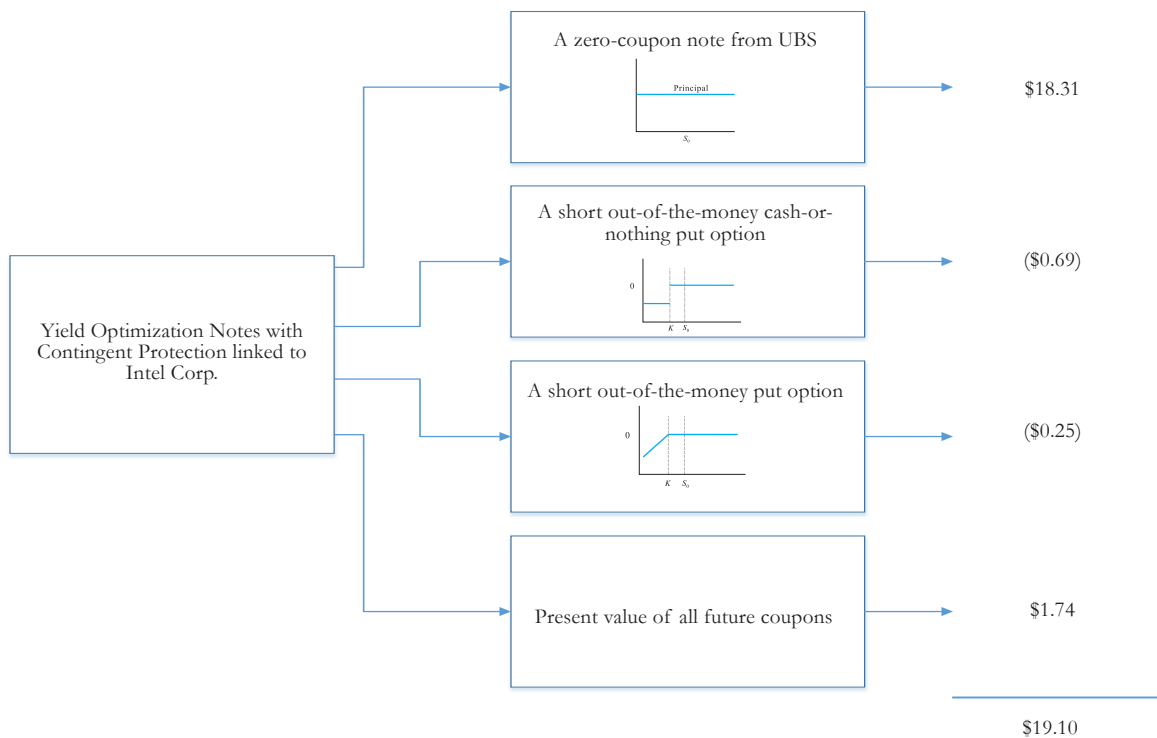 A zero-coupon note from UBS
Principal
S₀
$18.31
A short out-of-the-money cash-or-
nothing put option
0
K S₀
($0.69)
Yield Optimization Notes with
Contingent Protection linked to
Intel Corp.
A short out-of-the-money put option
0
K S₀
($0.25)
Present value of all future coupons
$1.74
$19.10